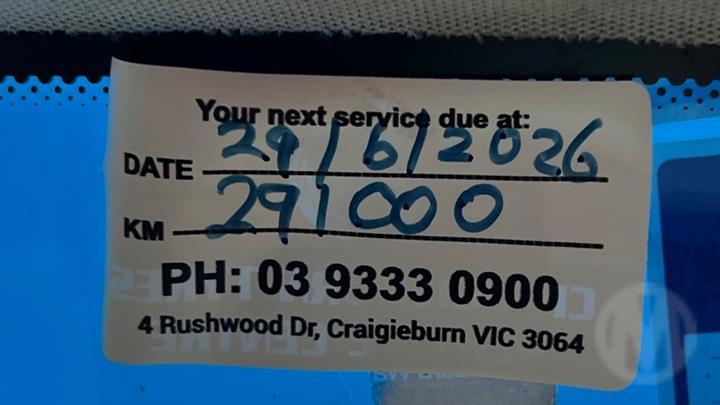 Your next service due at:
DATE 29/6/2026
KM 291000
PH: 03 9333 0900
4 Rushwood Dr, Craigieburn VIC 3064